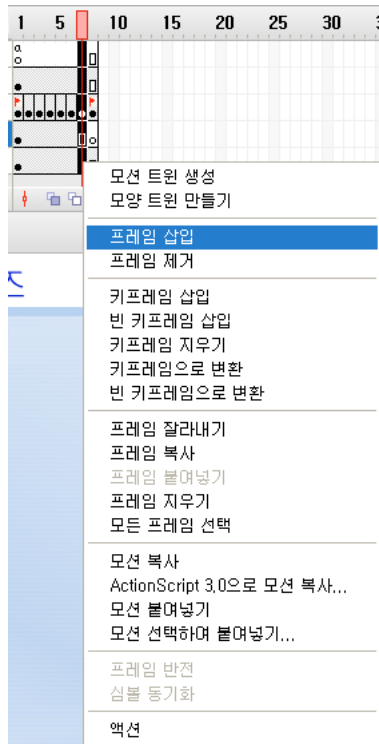 1 5 10 15 20 25 30
a
즈
모션 트윈 생성
모양 트윈 만들기
프레임 삽입
프레임 제거
키프레임 삽입
빈 키프레임 삽입
키프레임 지우기
키프레임으로 변환
빈 키프레임으로 변환
프레임 잘라내기
프레임 복사
프레임 붙여넣기
프레임 지우기
모든 프레임 선택
모션 복사
ActionScript 3,0으로 모션 복사,,,
모션 붙여넣기
모션 선택하여 붙여넣기,,,
프레임 반전
심볼 동기화
액션